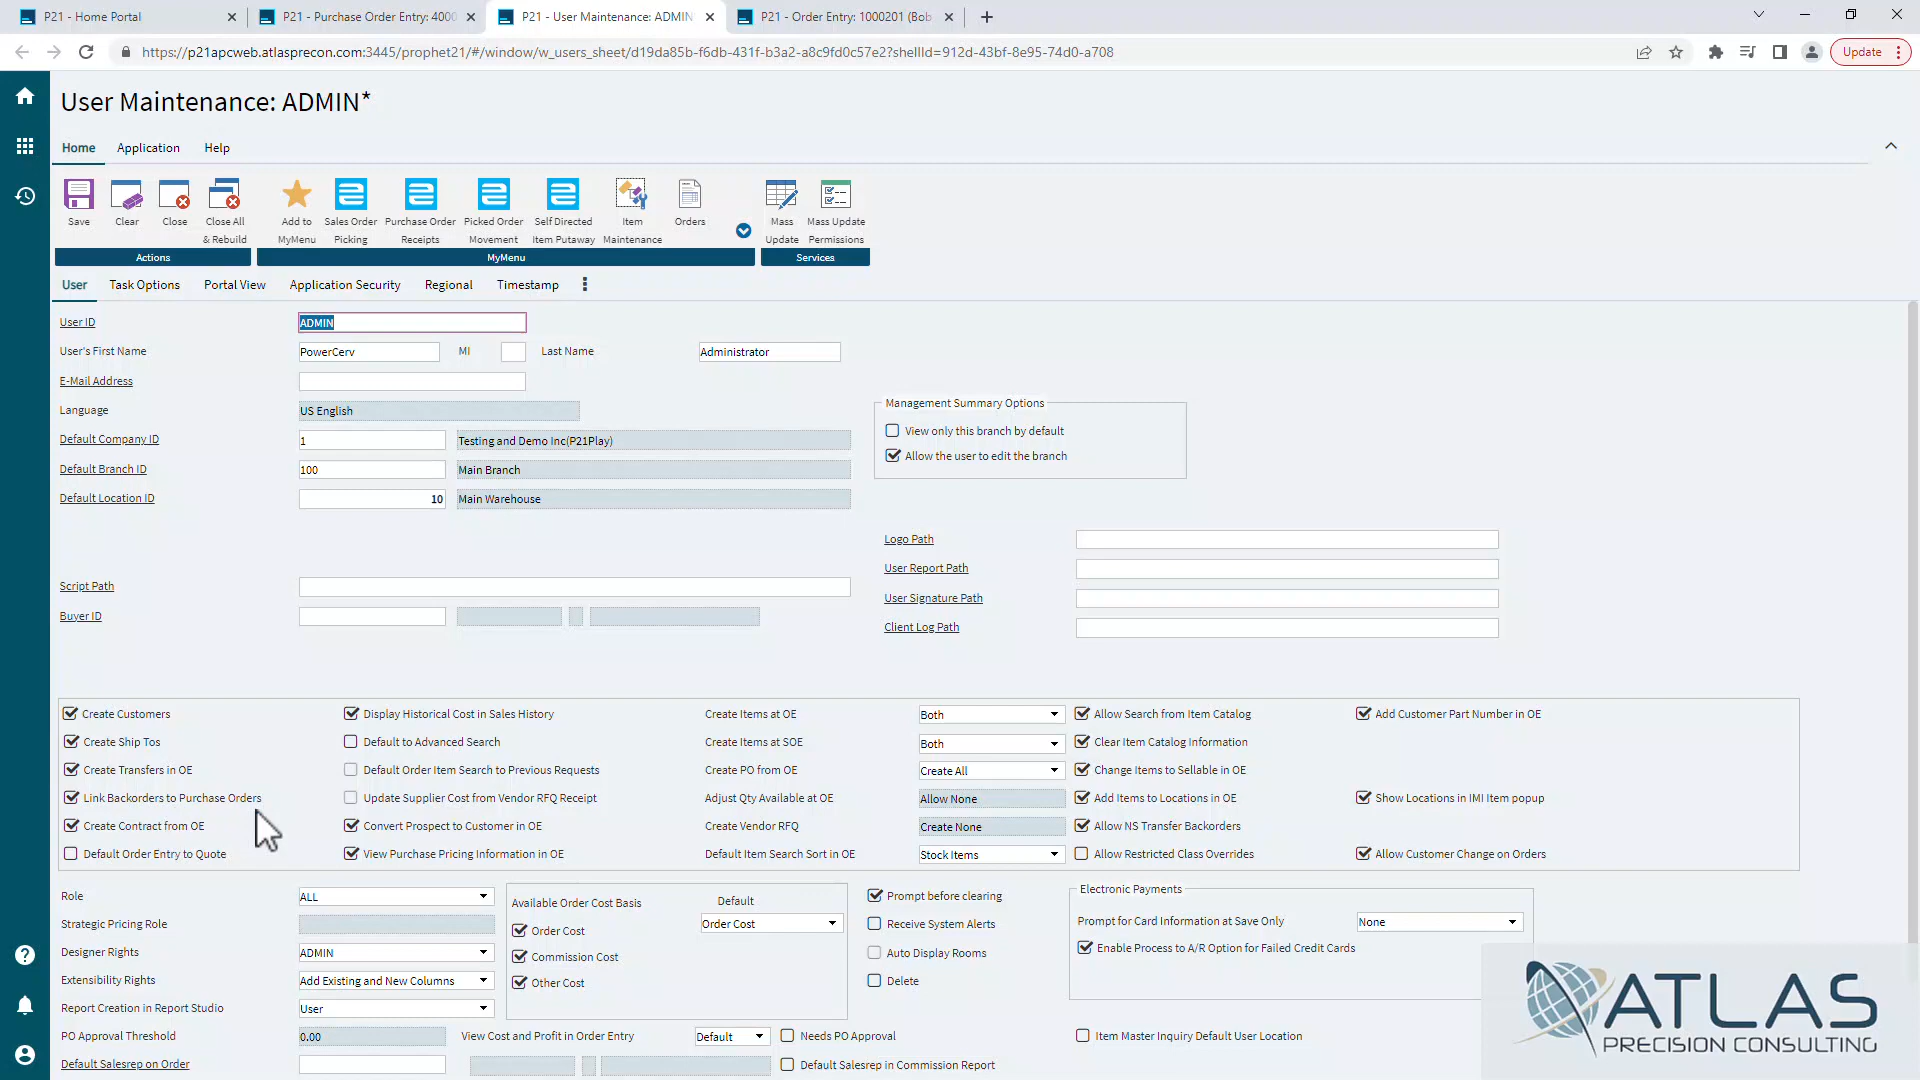 P21 - Home Portal
P21 - Purchase Order Entry: 4000
P21 - User Maintenance: ADMIN
P21 - Order Entry: 1000201 (Bob
https://p21apcweb.atlasprecon.com:3445/prophet21/#/window/w_users_sheet/d19da85b-f6db-431f-b3a2-a8c9fd0c57e2?shellId=912d-43bf-8e95-74d0-a708
Update
User Maintenance: ADMIN*
Home Application Help
Save
Clear
Close
Close All & Rebuild
Add to MyMenu
Sales Order Picking
Purchase Order Receipts
Picked Order Movement
Self Directed Item Putaway
Item Maintenance
Orders
Mass Update
Mass Update Permissions
Actions
MyMenu
Services
User Task Options Portal View Application Security Regional Timestamp
User ID ADMIN
User's First Name PowerCerv MI Last Name Administrator
E-Mail Address
Language US English
Default Company ID 1 Testing and Demo Inc(P21Play)
Default Branch ID 100 Main Branch
Default Location ID 10 Main Warehouse
Management Summary Options
View only this branch by default
Allow the user to edit the branch
Script Path
Buyer ID
Logo Path
User Report Path
User Signature Path
Client Log Path
Create Customers Display Historical Cost in Sales History Create Items at OE Both Allow Search from Item Catalog Add Customer Part Number in OE
Create Ship Tos Default to Advanced Search Create Items at SOE Both Clear Item Catalog Information
Create Transfers in OE Default Order Item Search to Previous Requests Create PO from OE Create All Change Items to Sellable in OE
Link Backorders to Purchase Orders Update Supplier Cost from Vendor RFQ Receipt Adjust Qty Available at OE Allow None Add Items to Locations in OE Show Locations in IMI Item popup
Create Contract from OE Convert Prospect to Customer in OE Create Vendor RFQ Create None Allow NS Transfer Backorders
Default Order Entry to Quote View Purchase Pricing Information in OE Default Item Search Sort in OE Stock Items Allow Restricted Class Overrides Allow Customer Change on Orders
Role ALL
Strategic Pricing Role
Designer Rights ADMIN
Extensibility Rights Add Existing and New Columns
Report Creation in Report Studio User
Available Order Cost Basis Default
Order Cost Order Cost
Commission Cost
Other Cost
Prompt before clearing
Receive System Alerts
Auto Display Rooms
Delete
Electronic Payments
Prompt for Card Information at Save Only None
Enable Process to A/R Option for Failed Credit Cards
PO Approval Threshold 0.00 View Cost and Profit in Order Entry Default Needs PO Approval Item Master Inquiry Default User Location
Default Salesrep on Order Default Salesrep in Commission Report
ATLAS
PRECISION CONSULTING